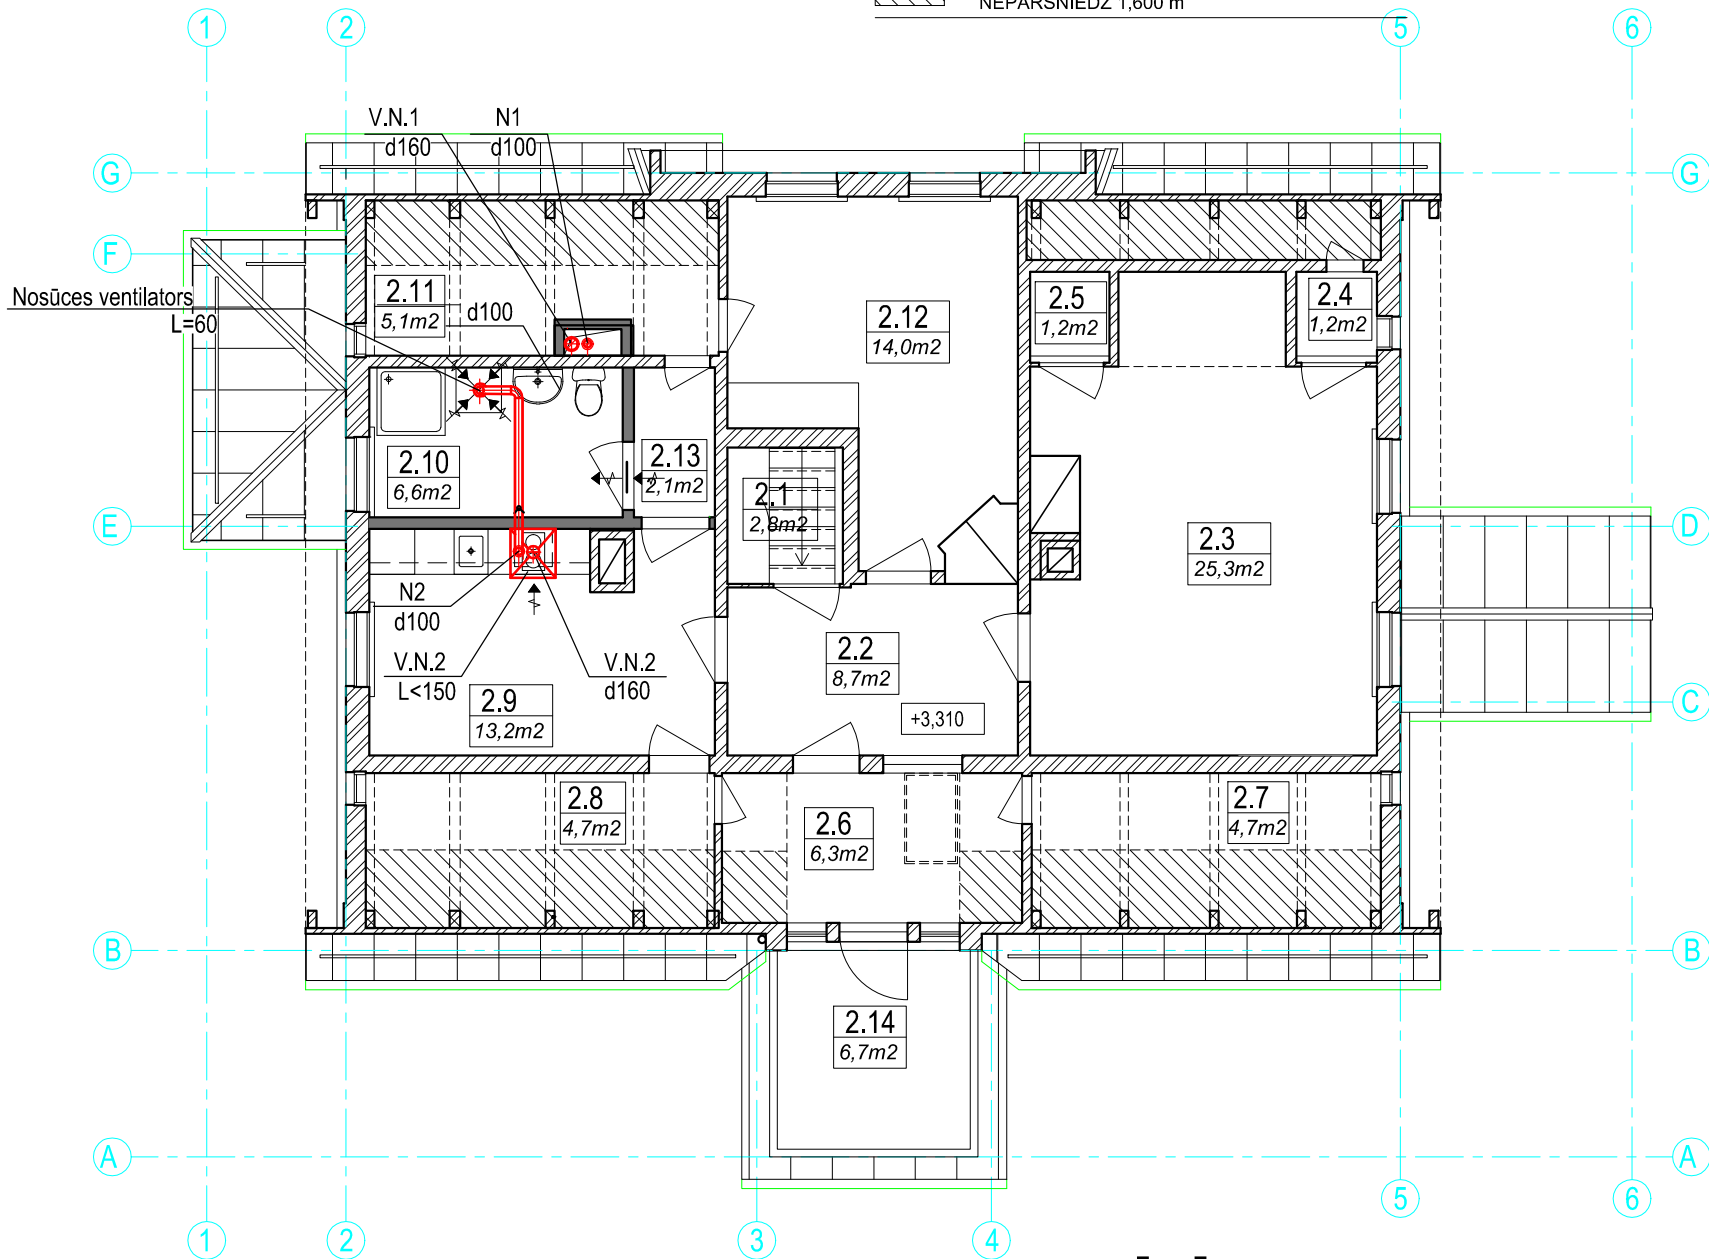 NEPĀRSNIEDZ 1,600 m
1
2
5
6
V.N.1
d160
N1
d100
G
G
F
Nosūces ventilators
L=60
2.11
5,1m2
d100
2.12
14,0m2
2.5
1,2m2
2.4
1,2m2
2.10
6,6m2
2.13
2,1m2
2.1
2,8m2
E
D
2.3
25,3m2
N2
d100
V.N.2
L<150
V.N.2
d160
2.2
8,7m2
2.9
13,2m2
+3,310
C
2.8
4,7m2
2.6
6,3m2
2.7
4,7m2
B
B
2.14
6,7m2
A
A
1
2
3
4
5
6